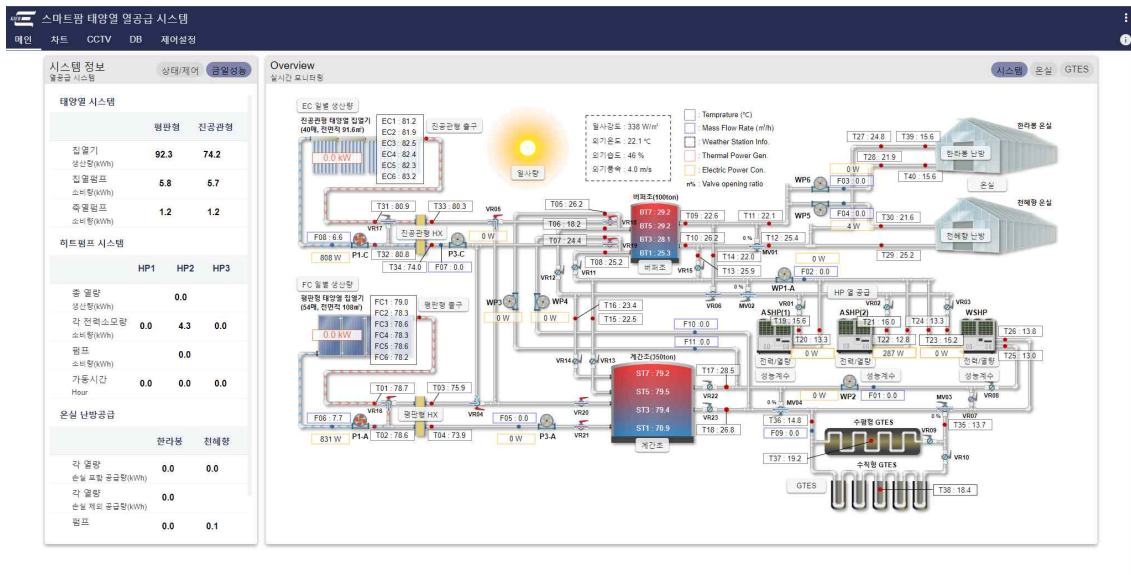 KIER 스마트팜 태양열 열공급 시스템
메인 차트 CCTV DB 제어설정
시스템 정보
열공급 시스템
상태/제어 금일성능
태양열 시스템
평판형 진공관형
집열기 92.3 74.2
생산량(kWh)
집열펌프 5.8 5.7
소비량(kWh)
축열펌프 1.2 1.2
소비량(kWh)
히트펌프 시스템
HP1 HP2 HP3
총 열량 0.0
생산량(kWh)
각 전력소모량 0.0 4.3 0.0
소비량(kWh)
펌프 0.0
소비량(kWh)
가동시간 0.0 0.0 0.0
Hour
온실 난방공급
한라봉 천혜향
각 열량 0.0 0.0
손실 포함 공급량(kWh)
각 열량 0.0
손실 제외 공급량(kWh)
펌프 0.0 0.1
Overview
실시간 모니터링
시스템 온실 GTES
EC 일별 생산량
진공관형 태양열 집열기
(40매, 전면적 91.6㎡)
0.0 kW
EC1 : 81.2
EC2 : 81.9
EC3 : 82.5
EC4 : 82.4
EC5 : 82.3
EC6 : 83.2
진공관형 출구
일사량
일사강도 : 338 W/㎡
외기온도 : 22.1 ℃
외기습도 : 46 %
외기풍속 : 4.0 m/s
: Temprature (℃)
: Mass Flow Rate (㎥/h)
: Weather Station Info.
: Thermal Power Gen.
: Electric Power Con.
n% : Valve opening ratio
T27 : 24.8
T39 : 15.6
T28 : 21.9
T40 : 15.6
한라봉 온실
한라봉 난방
온실
0 W
WP6
F03 : 0.0
WP5
F04 : 0.0
4 W
T30 : 21.6
T29 : 25.2
천혜향 온실
천혜향 난방
T31 : 80.9
T33 : 80.3
VR05
VR17
진공관형 HX
F08 : 6.6
P1-C
808 W
T32 : 80.8
T34 : 74.0
F07 : 0.0
P3-C
0 W
버퍼조(100ton)
T05 : 26.2
T06 : 18.2
T07 : 24.4
T08 : 25.2
VR18
VR19
BT7 : 29.2
BT5 : 29.2
BT3 : 28.1
BT1 : 25.3
버퍼조
T09 : 22.6
T10 : 26.2
T11 : 22.1
T12 : 25.4
0 %
MV01
T14 : 22.0
T13 : 25.9
VR15
VR12
VR11
0 W
F02 : 0.0
WP1-A
VR06
0 %
MV02
HP 열 공급
FC 일별 생산량
평판형 태양열 집열기
(54매, 전면적 108㎡)
0.0 kW
FC1 : 79.0
FC2 : 78.3
FC3 : 78.6
FC4 : 78.3
FC5 : 78.6
FC6 : 78.2
평판형 출구
WP3
0 W
WP4
0 W
T16 : 23.4
T15 : 22.5
F10 :0.0
F11 :0.0
VR01
VR02
VR03
ASHP(1)
ASHP(2)
WSHP
T19 : 15.6
T20 : 13.3
T21 : 16.0
T22 : 12.8
T24 : 13.3
T23 : 15.2
T26 : 13.8
T25 : 13.0
0 W
287 W
0 W
전력/열량
전력/열량
전력/열량
성능계수
성능계수
성능계수
VR14
VR13
계간조(350ton)
ST7 : 79.2
ST5 : 79.5
ST3 : 79.4
ST1 : 70.9
계간조
T17 : 28.5
VR22
VR23
T18 : 26.8
0 W
WP2
F01: 0.0
VR08
0 %
MV04
MV03
0 %
VR07
T35 : 13.7
T01 : 78.7
T03 : 75.9
VR16
평판형 HX
VR04
F06 : 7.7
P1-A
831 W
T02 : 78.6
T04 : 73.9
F05 : 0.0
0 W
P3-A
VR20
VR21
T36 : 14.8
F09 : 0.0
수평형 GTES
VR09
T37 : 19.2
VR10
수직형 GTES
GTES
T38 : 18.4